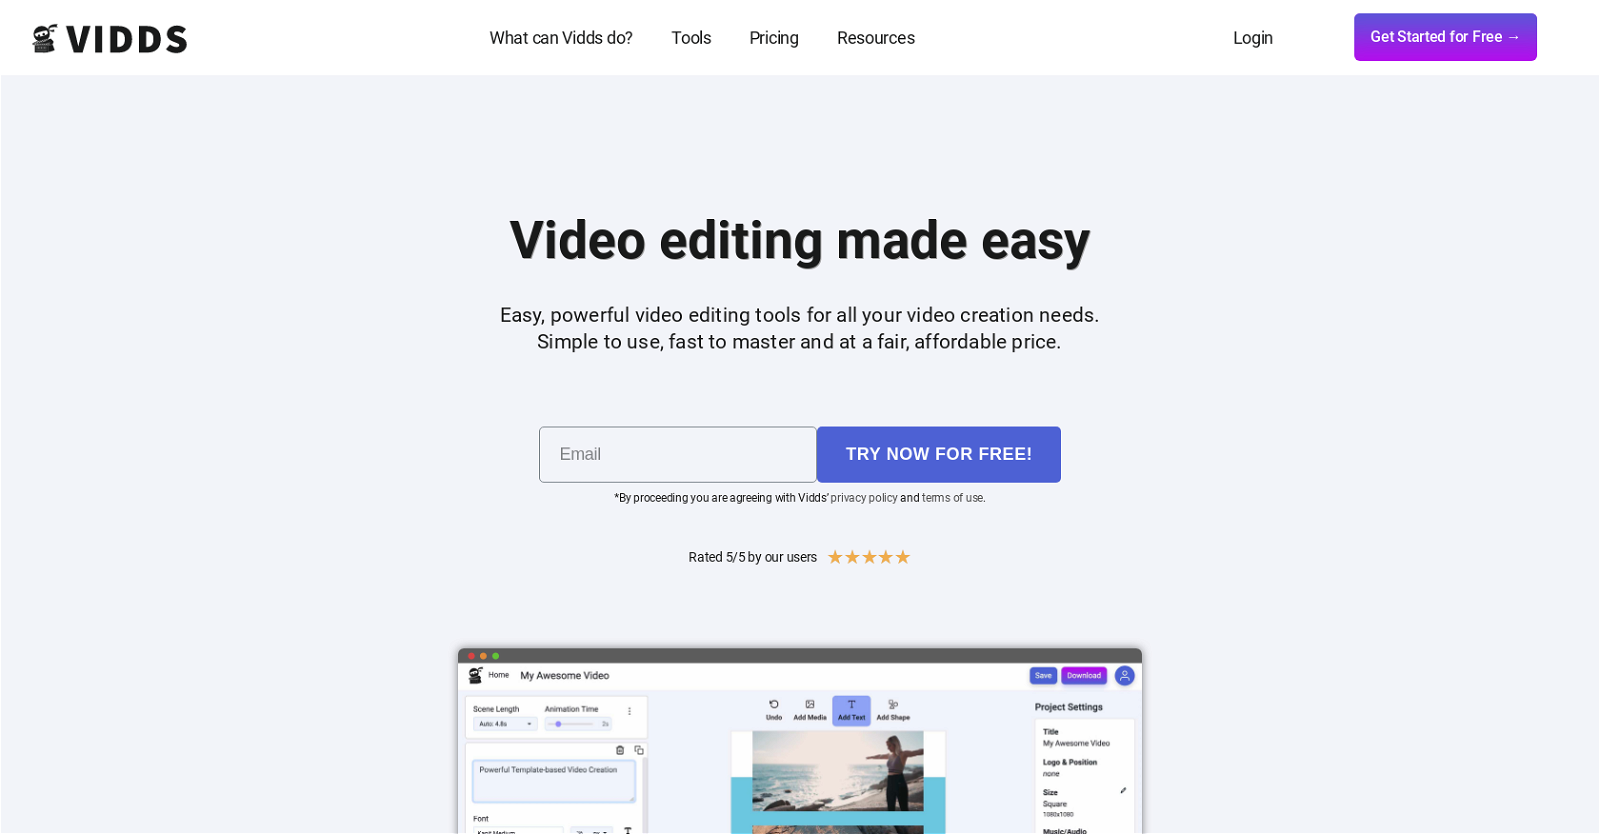 VIDDS
What can Vidds do?
Tools
Pricing
Resources
Login
Get Started for Free →
Video editing made easy
Easy, powerful video editing tools for all your video creation needs.
Simple to use, fast to master and at a fair, affordable price.
Email
TRY NOW FOR FREE!
*By proceeding you are agreeing with Vidds' privacy policy and terms of use.
Rated 5/5 by our users
Home
My Awesome Video
Save
Download
Scene Length
Animation Time
Auto: 4.8s
2s
Undo
Add Media
Add Text
Add Shape
Project Settings
Title
My Awesome Video
Powerful Template-based Video Creation
Logo & Position
none
Size
Square
1080x1080
Font
Music/Audio